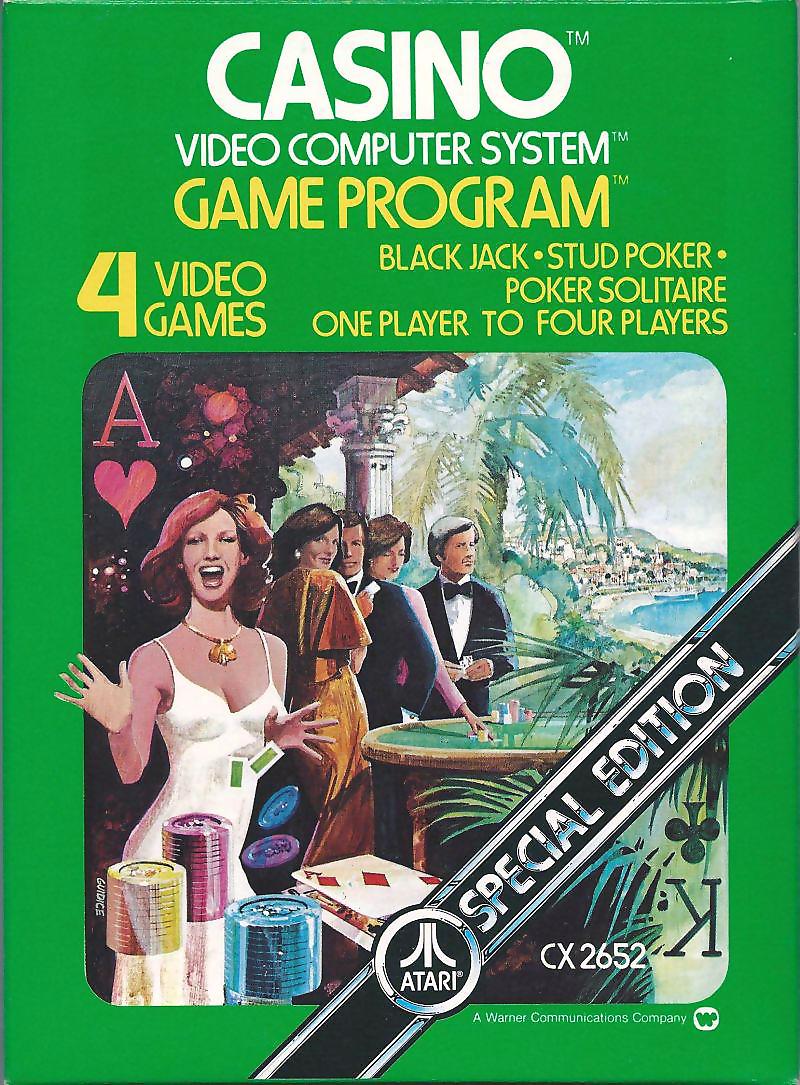 CASINO™
VIDEO COMPUTER SYSTEM™
GAME PROGRAM™
4 VIDEO GAMES
BLACK JACK • STUD POKER •
POKER SOLITAIRE
ONE PLAYER TO FOUR PLAYERS
A
GUIDICE
SPECIAL EDITION
K
CX 2652
ATARI®
A Warner Communications Company